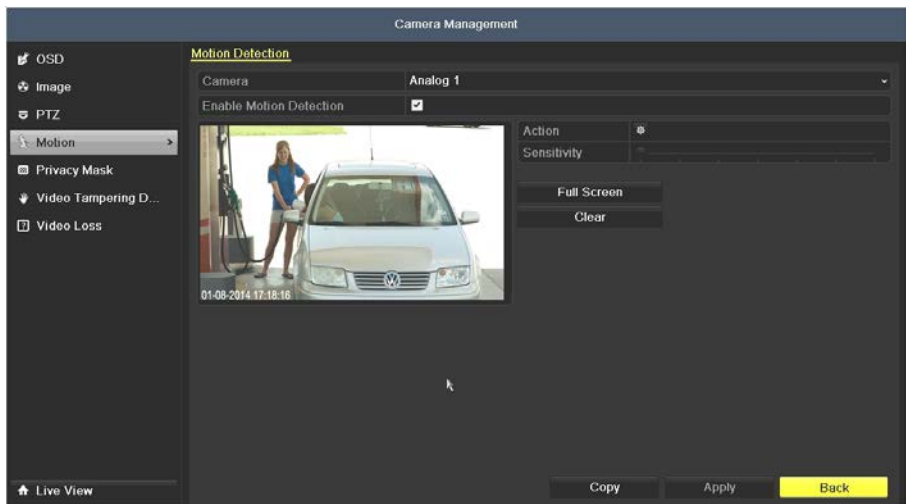 Camera Management
OSD
Image
PTZ
Motion
Privacy Mask
Video Tampering D...
Video Loss
Live View
Motion Detection
Camera Analog 1
Enable Motion Detection
Action
Sensitivity
Full Screen
Clear
01-08-2014 17:18:16
Copy Apply Back